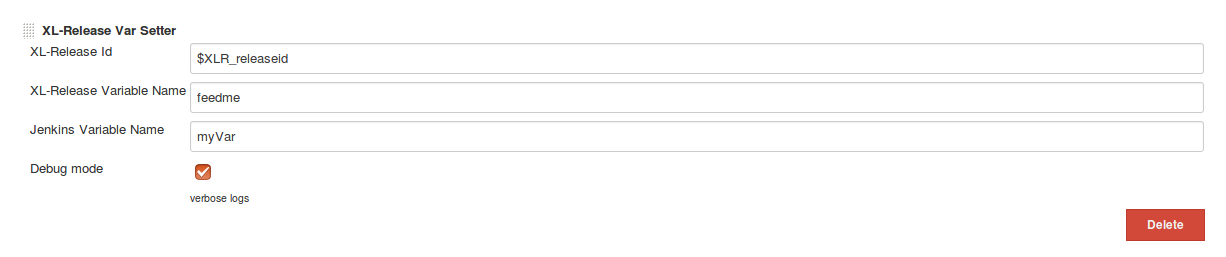 XL-Release Var Setter
XL-Release Id
$XLR_releaseid
XL-Release Variable Name
feedme
Jenkins Variable Name
myVar
Debug mode
verbose logs
Delete